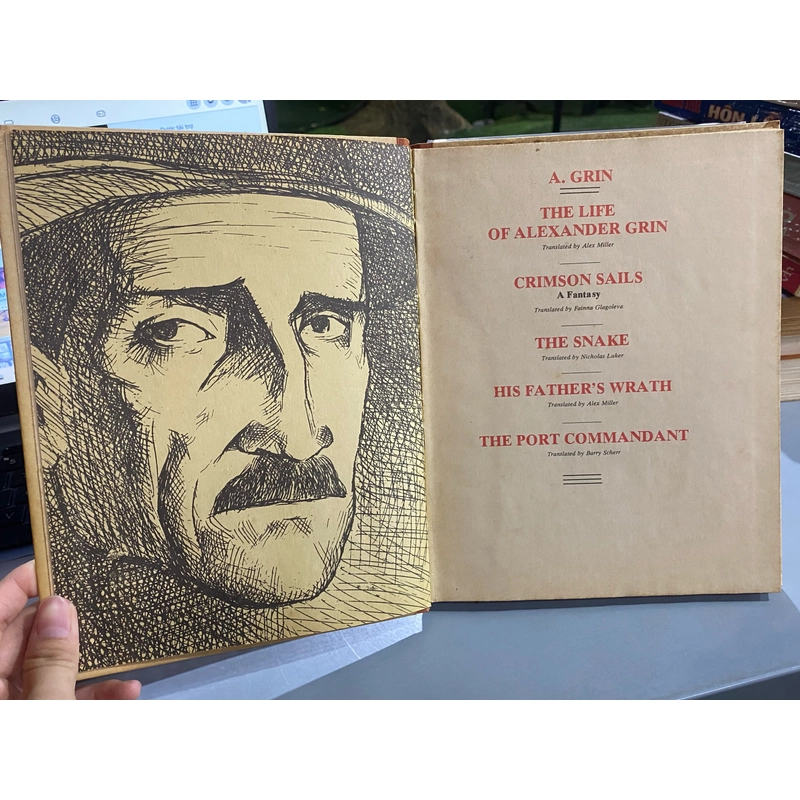 A. GRIN
THE LIFE
OF ALEXANDER GRIN
Translated by Alex Miller
CRIMSON SAILS
A Fantasy
Translated by Fainna Glagoleva
THE SNAKE
Translated by Nicholas Luker
HIS FATHER'S WRATH
Translated by Alex Miller
THE PORT COMMANDANT
Translated by Barry Scherr
HỒN